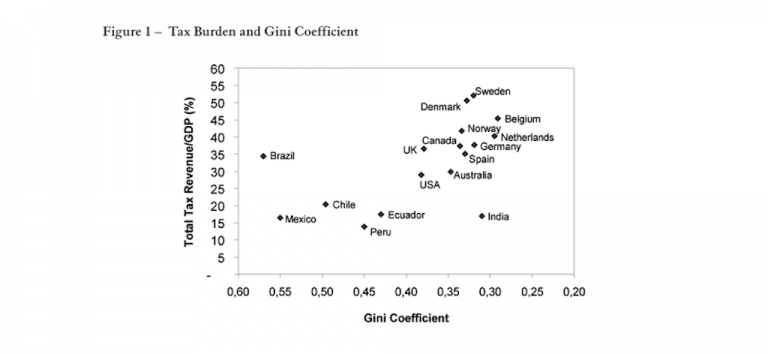 Figure 1 – Tax Burden and Gini Coefficient
60
55
50
45
40
35
30
25
20
15
10
5
-
Total Tax Revenue/GDP (%)
Sweden
Denmark
Belgium
Norway
Netherlands
Canada
Germany
UK
Spain
Brazil
Australia
USA
Chile
Ecuador
India
Mexico
Peru
0,60 0,55 0,50 0,45 0,40 0,35 0,30 0,25 0,20
Gini Coefficient